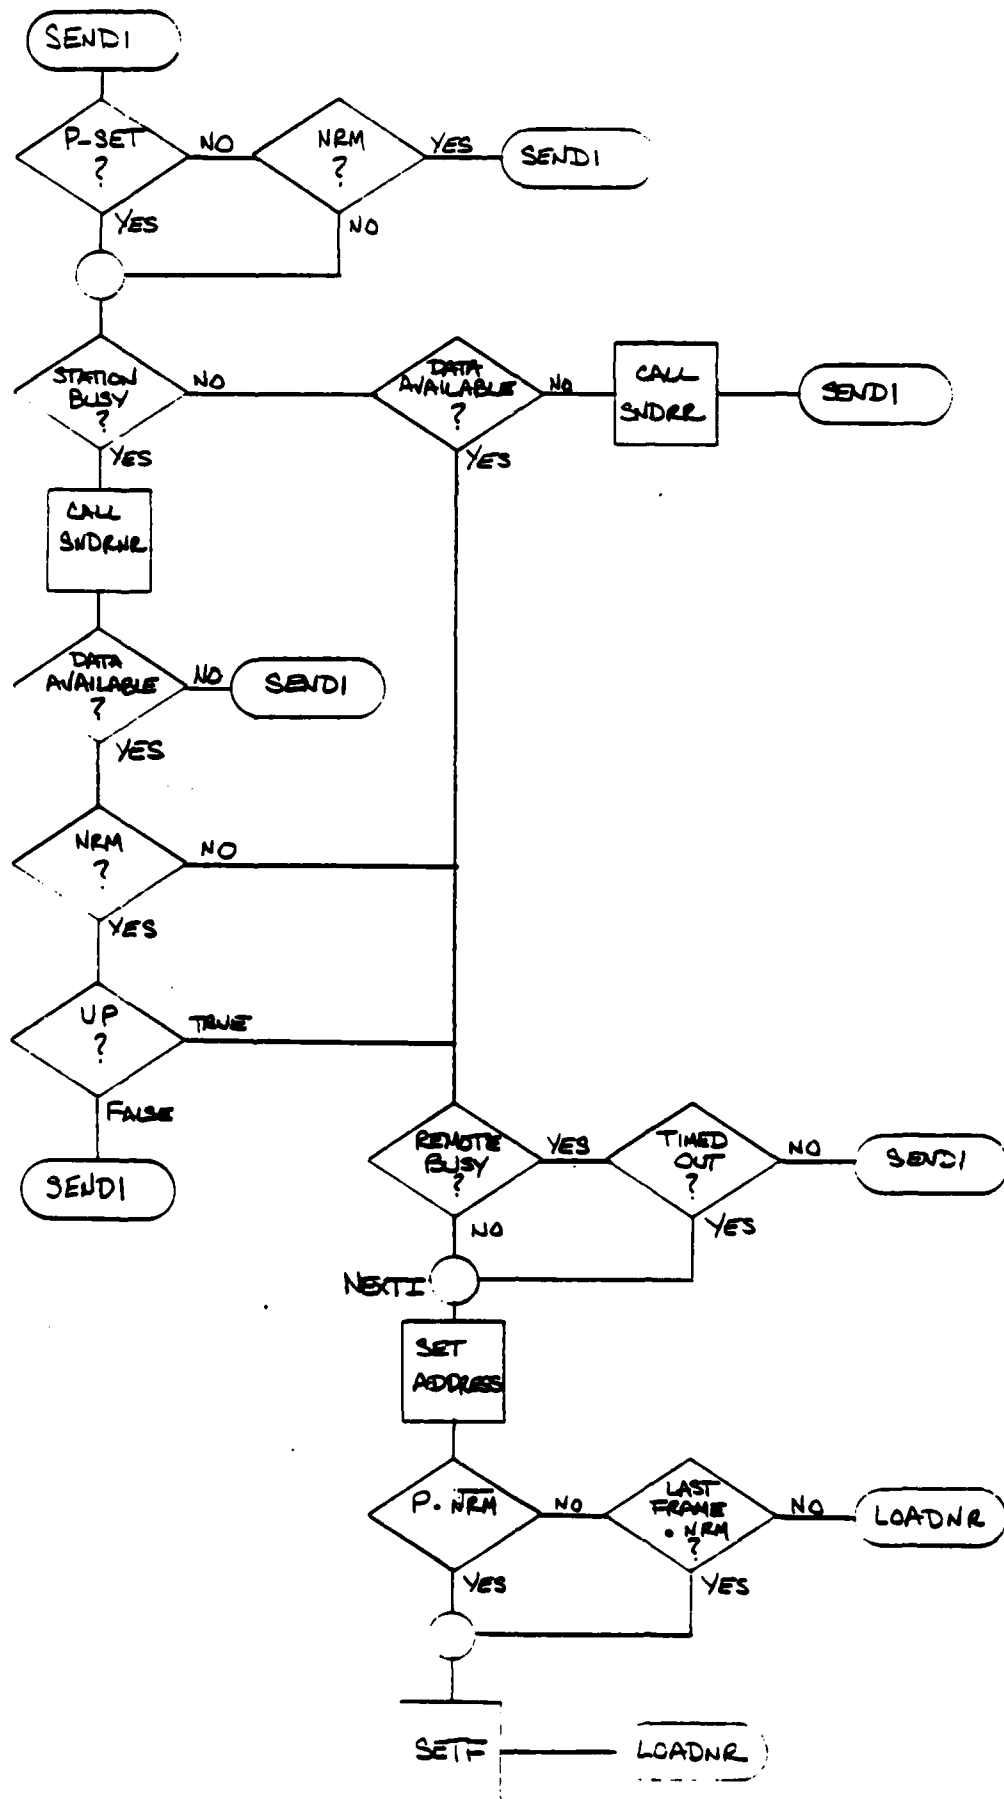 SENDI
P-SET
?
NO
NRM
?
YES
SENDI
YES
NO
STATION
BUSY
?
NO
DATA
AVAILABLE
?
NO
CALL
SNDRR
SENDI
YES
YES
CALL
SNDRNR
DATA
AVAILABLE
?
NO
SENDI
YES
NRM
?
NO
YES
UP
?
TRUE
FALSE
SENDI
REMOTE
BUSY
?
YES
TIMED
OUT
?
NO
SENDI
NO
YES
NEXTI
SET
ADDRESS
P. N̅R̅M̅
NO
LAST
FRAME
. NRM
?
NO
LOADNR
YES
YES
SETF
LOADNR